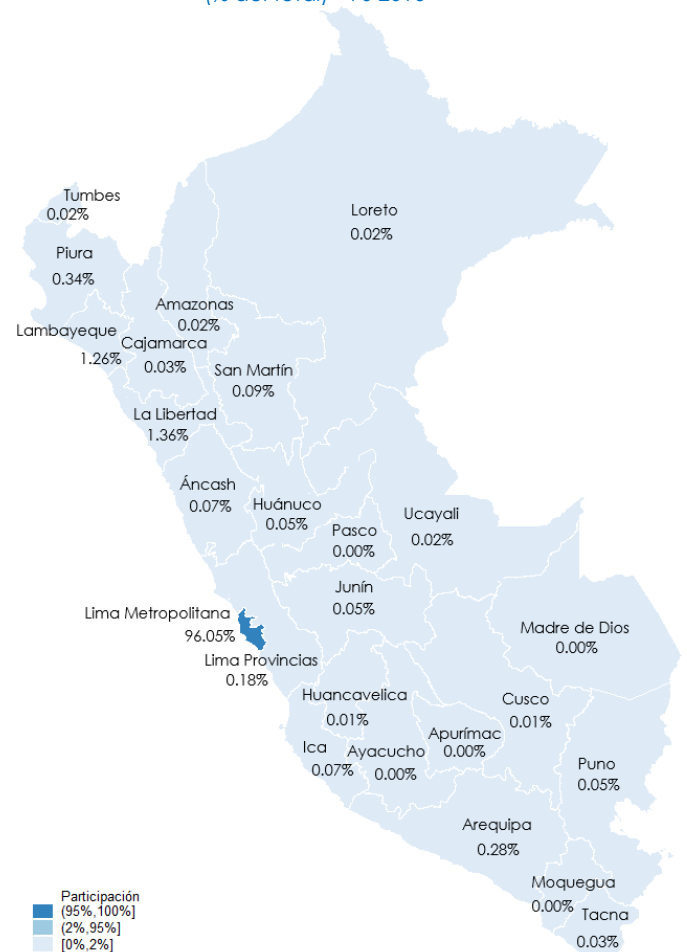 Tumbes
0.02%
Loreto
0.02%
Piura
0.34%
Amazonas
0.02%
Lambayeque
1.26%
Cajamarca
0.03%
San Martín
0.09%
La Libertad
1.36%
Áncash
0.07%
Huánuco
0.05%
Pasco
0.00%
Ucayali
0.02%
Junín
0.05%
Lima Metropolitana
96.05%
Lima Provincias
0.18%
Madre de Dios
0.00%
Huancavelica
0.01%
Cusco
0.01%
Apurímac
0.00%
Ica
0.07%
Ayacucho
0.00%
Puno
0.05%
Arequipa
0.28%
Moquegua
0.00%
Tacna
0.03%
Participación
(95%,100%]
(2%,95%]
[0%,2%]